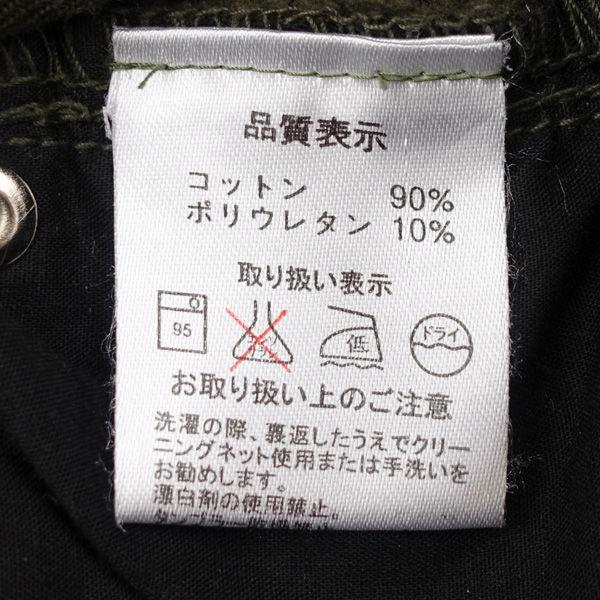 品質表示
コットン 90%
ポリウレタン 10%
取り扱い表示
95 低 ドライ
お取り扱い上のご注意
洗濯の際、裏返したうえでクリー
ニングネット使用または手洗いを
お勧めします。
漂白剤の使用禁止。